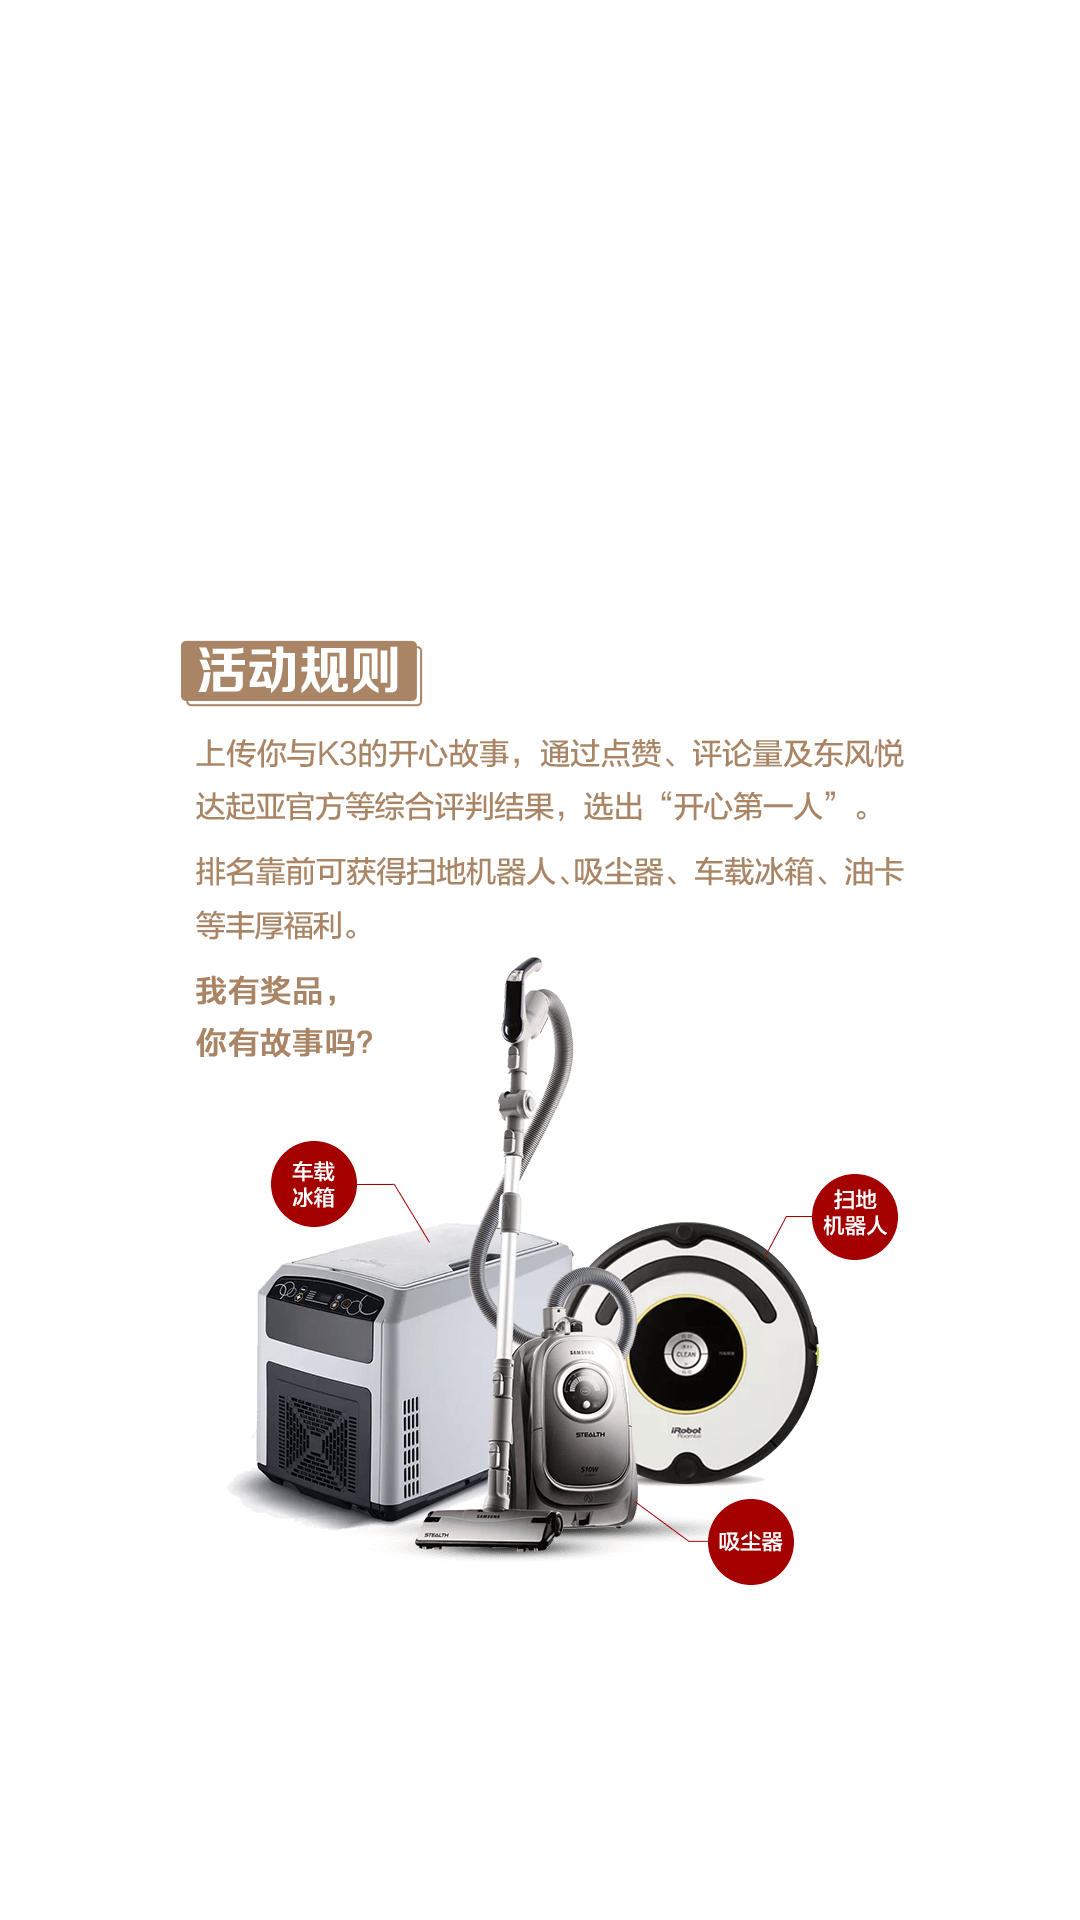 活动规则
上传你与K3的开心故事，通过点赞、评论量及东风悦
达起亚官方等综合评判结果，选出“开心第一人”。
排名靠前可获得扫地机器人、吸尘器、车载冰箱、油卡
等丰厚福利。
我有奖品，
你有故事吗？
车载
冰箱
扫地
机器人
SAMSUNG
CLEAN
iRobot
Roomba
STEALTH
S10W
SAMSUNG
STEALTH
吸尘器